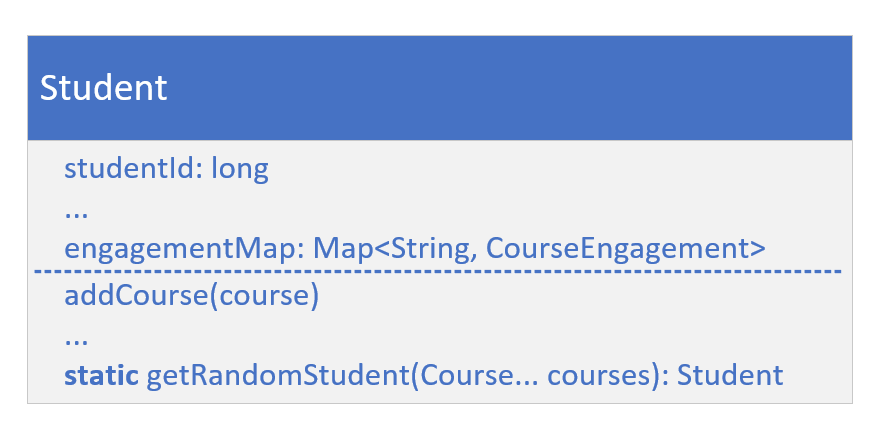 Student
studentId: long
...
engagementMap: Map<String, CourseEngagement>
addCourse(course)
...
static getRandomStudent(Course... courses): Student